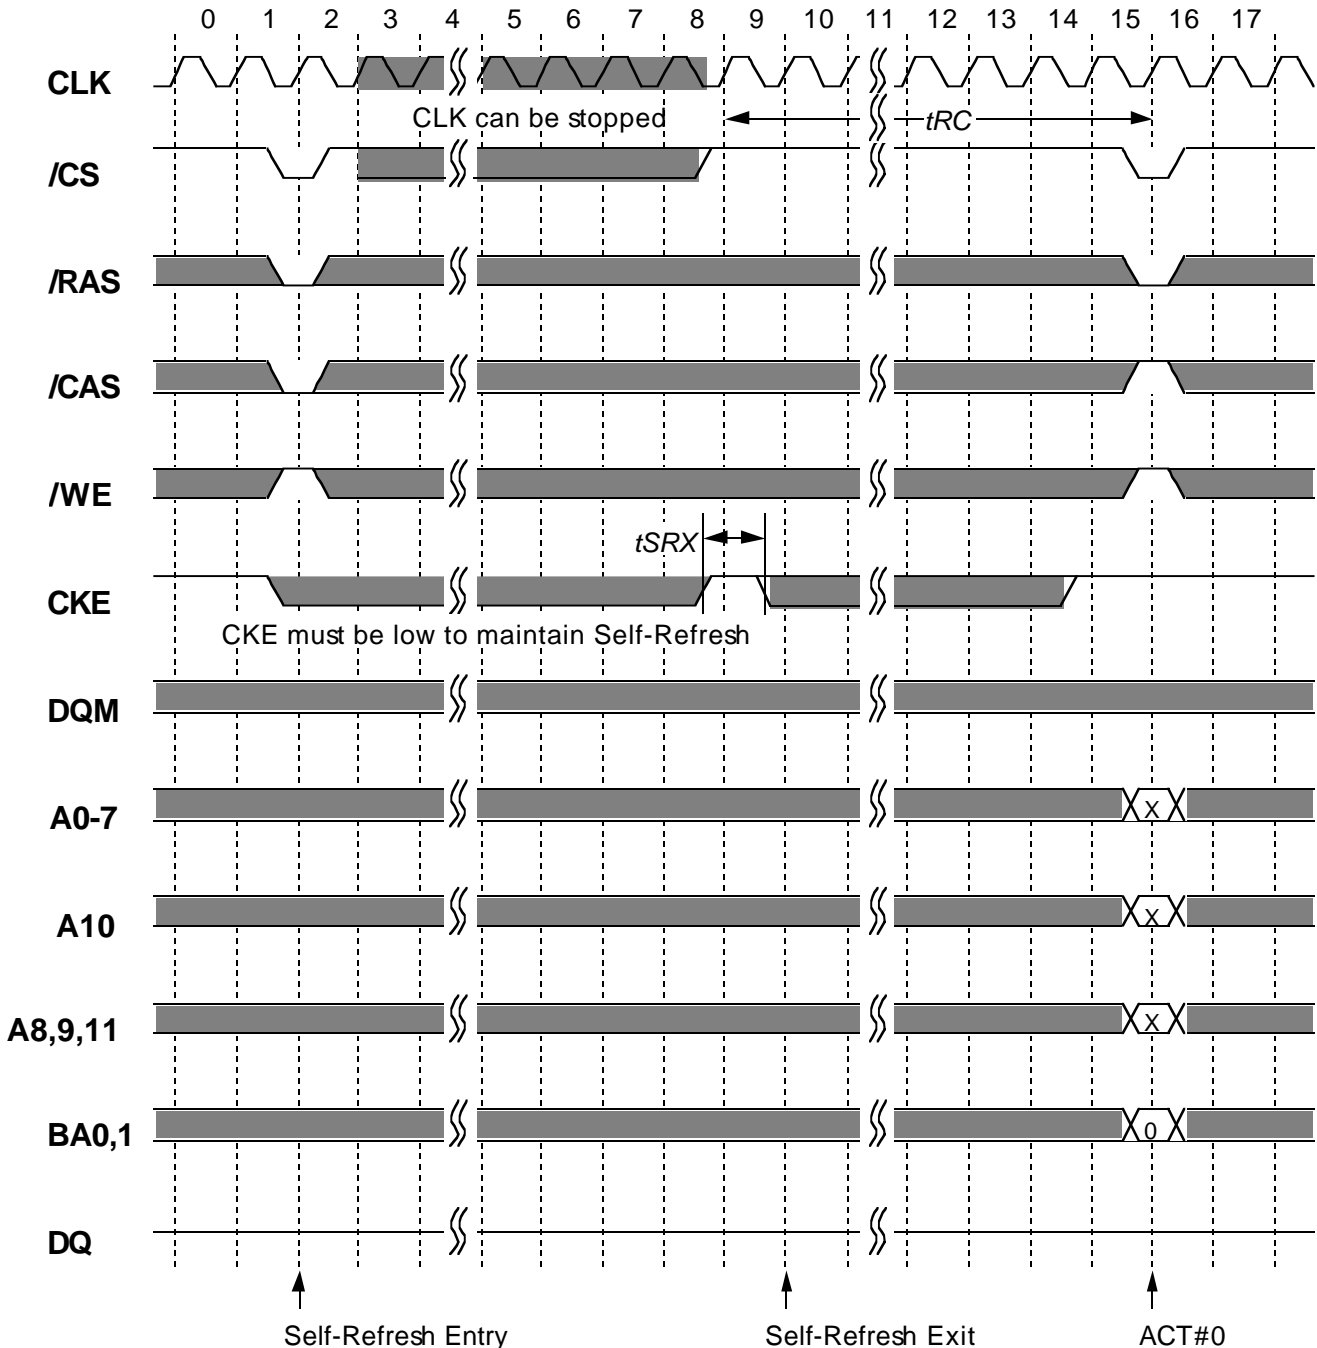 0 1 2 3 4 5 6 7 8 9 10 11 12 13 14 15 16 17
CLK
CLK can be stopped
tRC
/CS
/RAS
/CAS
/WE
tSRX
CKE
CKE must be low to maintain Self-Refresh
DQM
A0-7
X
A10
X
A8,9,11
X
BA0,1
0
DQ
Self-Refresh Entry
Self-Refresh Exit
ACT#0